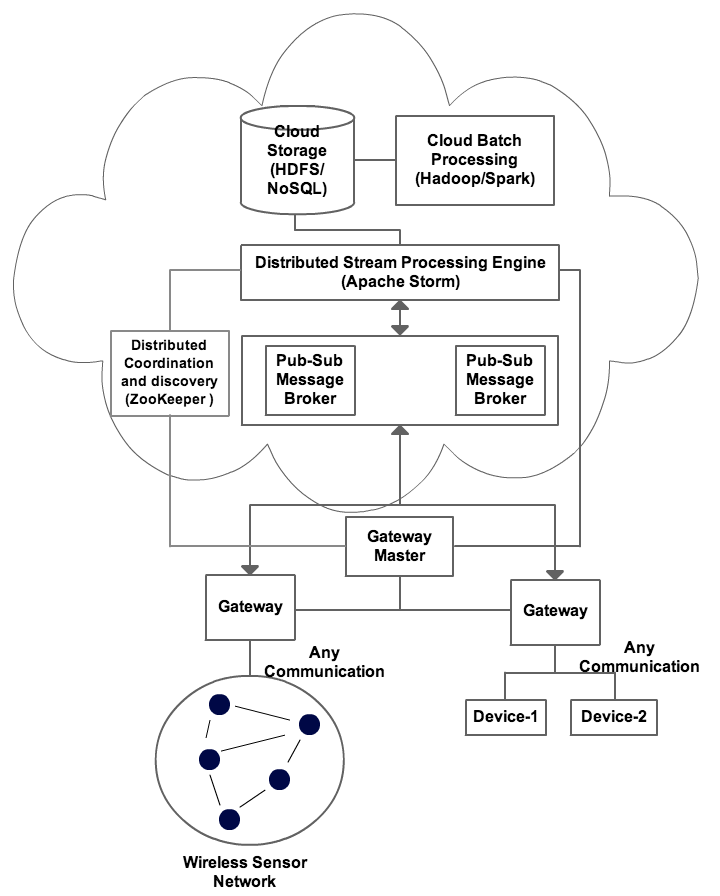 Cloud
Storage
(HDFS/
NoSQL)
Cloud Batch
Processing
(Hadoop/Spark)
Distributed Stream Processing Engine
(Apache Storm)
Distributed
Coordination
and discovery
(ZooKeeper )
Pub-Sub
Message
Broker
Pub-Sub
Message
Broker
Gateway
Master
Gateway
Gateway
Any
Communication
Any
Communication
Device-1
Device-2
Wireless Sensor
Network